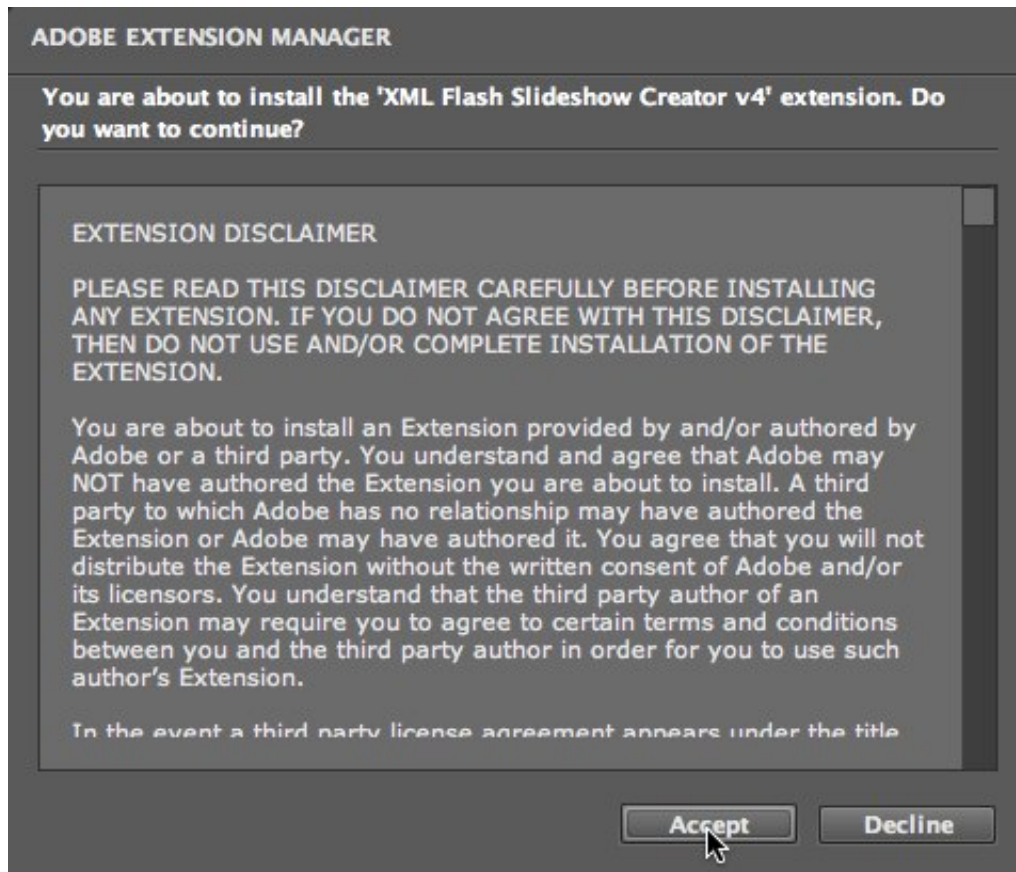 ADOBE EXTENSION MANAGER
You are about to install the 'XML Flash Slideshow Creator v4' extension. Do
you want to continue?
EXTENSION DISCLAIMER
PLEASE READ THIS DISCLAIMER CAREFULLY BEFORE INSTALLING
ANY EXTENSION. IF YOU DO NOT AGREE WITH THIS DISCLAIMER,
THEN DO NOT USE AND/OR COMPLETE INSTALLATION OF THE
EXTENSION.
You are about to install an Extension provided by and/or authored by
Adobe or a third party. You understand and agree that Adobe may
NOT have authored the Extension you are about to install. A third
party to which Adobe has no relationship may have authored the
Extension or Adobe may have authored it. You agree that you will not
distribute the Extension without the written consent of Adobe and/or
its licensors. You understand that the third party author of an
Extension may require you to agree to certain terms and conditions
between you and the third party author in order for you to use such
author's Extension.
In the event a third party license agreement appears under the title
Accept Decline